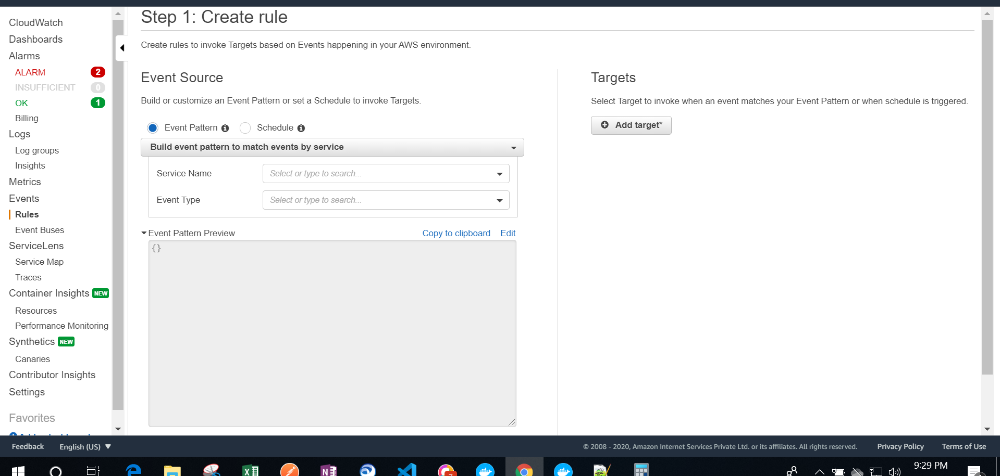 CloudWatch
Dashboards
Alarms
ALARM 2
INSUFFICIENT 0
OK 1
Billing
Logs
Log groups
Insights
Metrics
Events
Rules
Event Buses
ServiceLens
Service Map
Traces
Container Insights NEW
Resources
Performance Monitoring
Synthetics NEW
Canaries
Contributor Insights
Settings
Favorites
Step 1: Create rule
Create rules to invoke Targets based on Events happening in your AWS environment.
Event Source
Build or customize an Event Pattern or set a Schedule to invoke Targets.
Event Pattern Schedule
Build event pattern to match events by service
Service Name Select or type to search...
Event Type Select or type to search...
Event Pattern Preview Copy to clipboard Edit
{}
Targets
Select Target to invoke when an event matches your Event Pattern or when schedule is triggered.
Add target*
Feedback English (US) © 2008 - 2020, Amazon Internet Services Private Ltd. or its affiliates. All rights reserved. Privacy Policy Terms of Use
9:29 PM